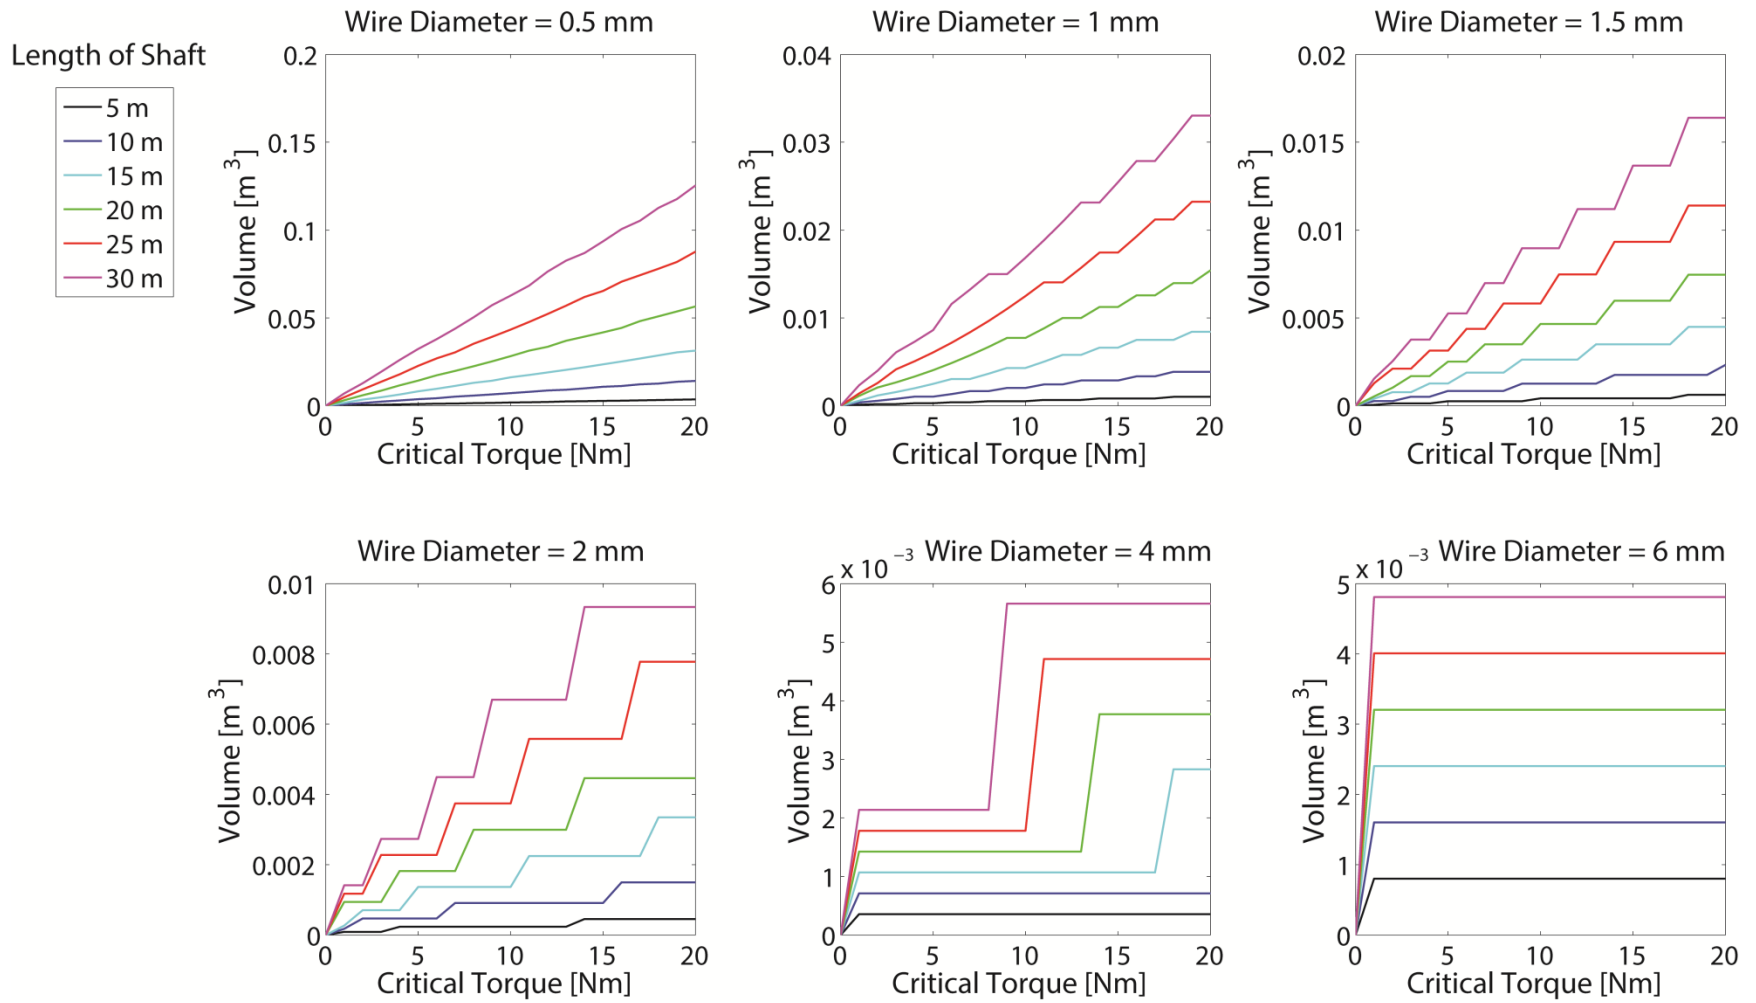 Length of Shaft
5 m
10 m
15 m
20 m
25 m
30 m
Wire Diameter = 0.5 mm
0.2
0.15
0.1
0.05
0
Volume [m³]
0 5 10 15 20
Critical Torque [Nm]
Wire Diameter = 1 mm
0.04
0.03
0.02
0.01
0
Volume [m³]
0 5 10 15 20
Critical Torque [Nm]
Wire Diameter = 1.5 mm
0.02
0.015
0.01
0.005
0
Volume [m³]
0 5 10 15 20
Critical Torque [Nm]
Wire Diameter = 2 mm
0.01
0.008
0.006
0.004
0.002
0
Volume [m³]
0 5 10 15 20
Critical Torque [Nm]
x 10⁻³ Wire Diameter = 4 mm
6
5
4
3
2
1
0
Volume [m³]
0 5 10 15 20
Critical Torque [Nm]
x 10⁻³ Wire Diameter = 6 mm
5
4
3
2
1
0
Volume [m³]
0 5 10 15 20
Critical Torque [Nm]